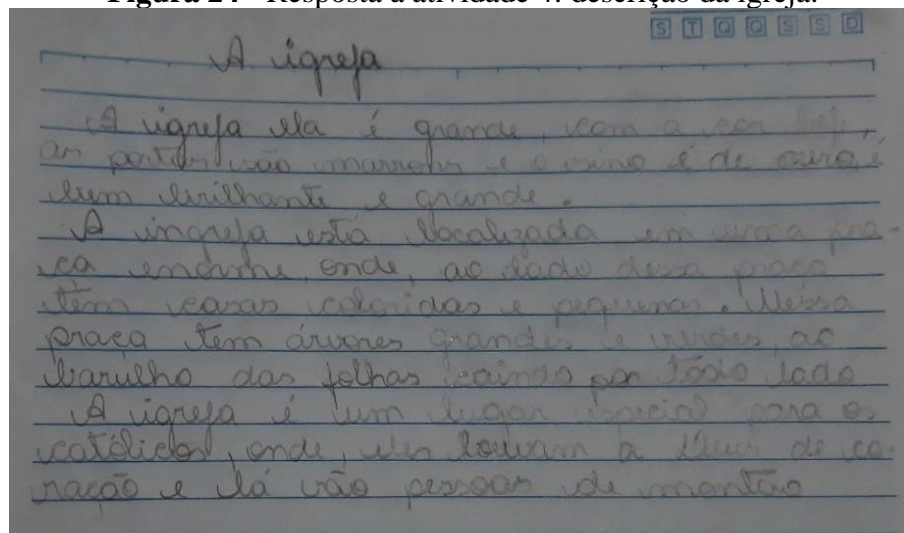 Figura 24 - Resposta à atividade 4: descrição da igreja.
S T Q Q S S D
A igreja
A igreja ela é grande, com a cor beje,
as portas são marrons e o sino é de ouro, é
um brilhante e grande.
A ingreja está localizada em uma pra-
ça enorme onde, ao lado dessa praça
têm casas coloridas e pequenas. Nessa
praça tem árvores grandes e verdes, ao
barulho das folhas caindo por todo lado
A igreja é um lugar especial para os
católicos, onde, eles louvam a Deus de co-
ração e lá vão pessoas de montão